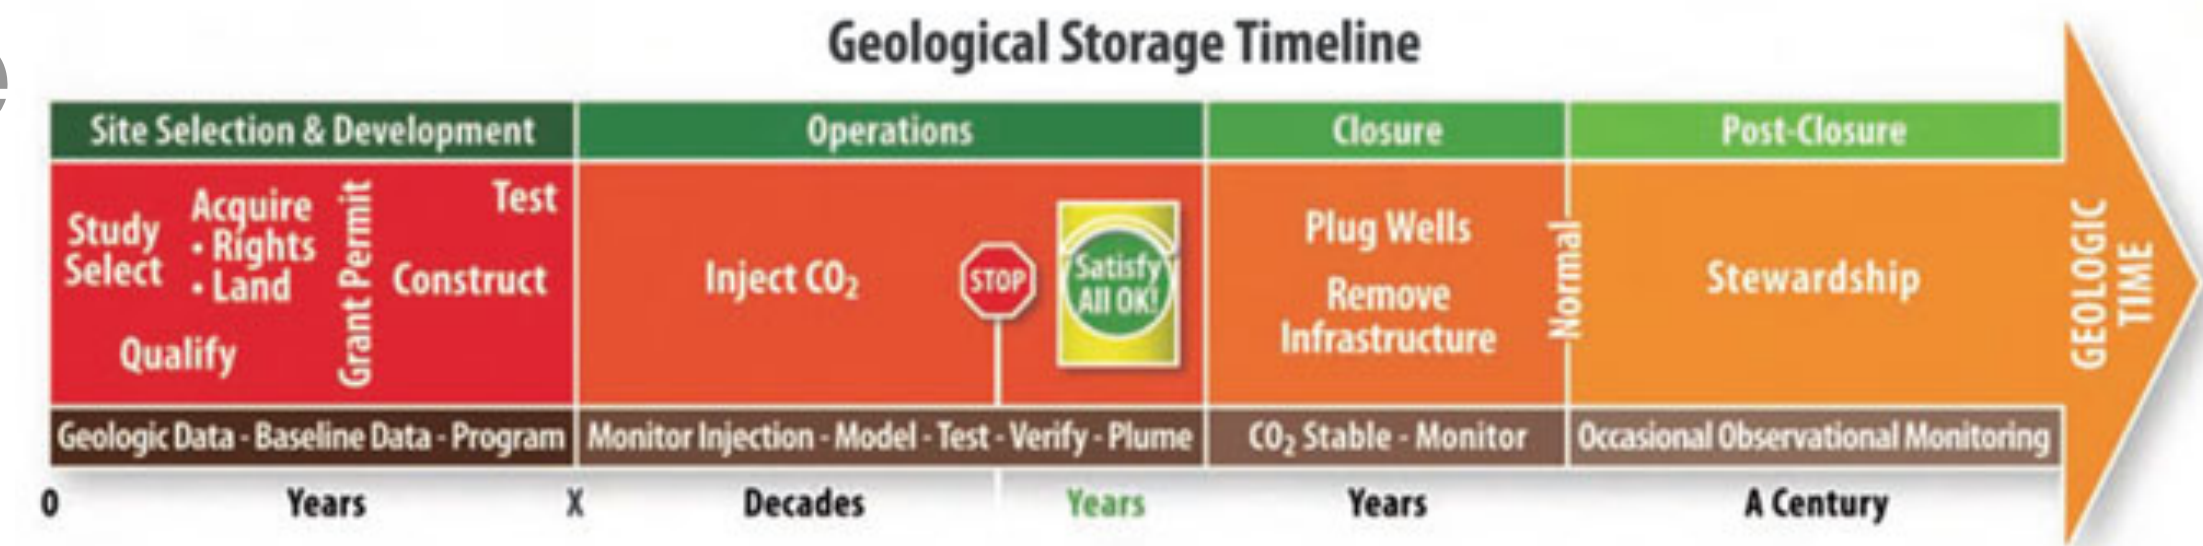 e
Geological Storage Timeline
Site Selection & Development
Operations
Closure
Post-Closure
Study
Select
Acquire
• Rights
• Land
Qualify
Grant Permit
Test
Construct
Inject CO₂
STOP
Satisfy
All OK!
Plug Wells
Remove
Infrastructure
Normal
Stewardship
GEOLOGIC
TIME
Geologic Data - Baseline Data - Program
Monitor Injection - Model - Test - Verify - Plume
CO₂ Stable - Monitor
Occasional Observational Monitoring
0
Years
X
Decades
Years
Years
A Century